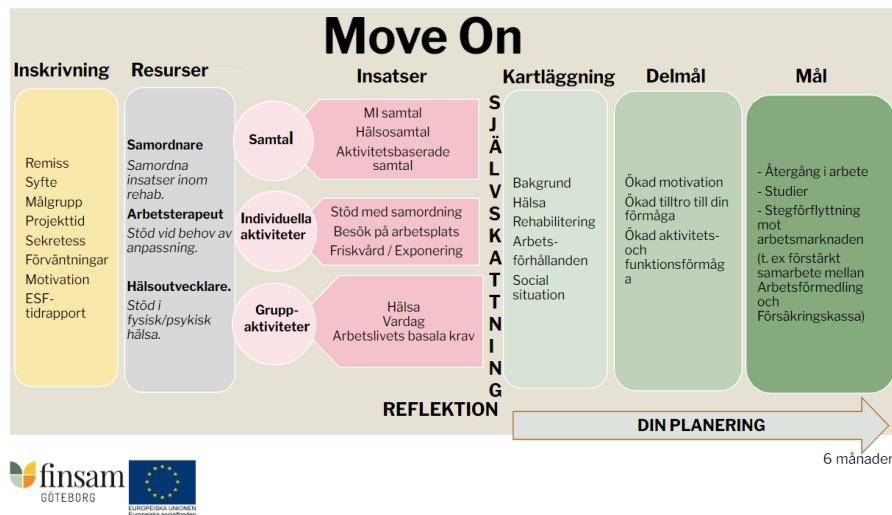 Move On
Inskrivning
Remiss
Syfte
Målgrupp
Projekttid
Sekretess
Förväntningar
Motivation
ESF-
tidrapport
Resurser
Samordnare
Samordna
insatser inom
rehab.
Arbetsterapeut
Stöd vid behov av
anpassning.
Hälsoutvecklare.
Stöd i
fysisk/psykisk
hälsa.
Insatser
Samtal
MI samtal
Hälsosamtal
Aktivitetsbaserade
samtal
Individuella
aktiviteter
Stöd med samordning
Besök på arbetsplats
Friskvård / Exponering
Grupp-
aktiviteter
Hälsa
Vardag
Arbetslivets basala krav
SJÄLVSKATTNING
REFLEKTION
Kartläggning
Bakgrund
Hälsa
Rehabilitering
Arbets-
förhållanden
Social
situation
Delmål
Ökad motivation
Ökad tilltro till din
förmåga
Ökad aktivitets-
och
funktionsförmåg
a
Mål
- Återgång i arbete
- Studier
- Stegförflyttning
mot
arbetsmarknaden
(t. ex förstärkt
samarbete mellan
Arbetsförmedling
och
Försäkringskassa)
DIN PLANERING
6 månader
finsam
GÖTEBORG
EUROPEISKA UNIONEN
Europeiska socialfonden